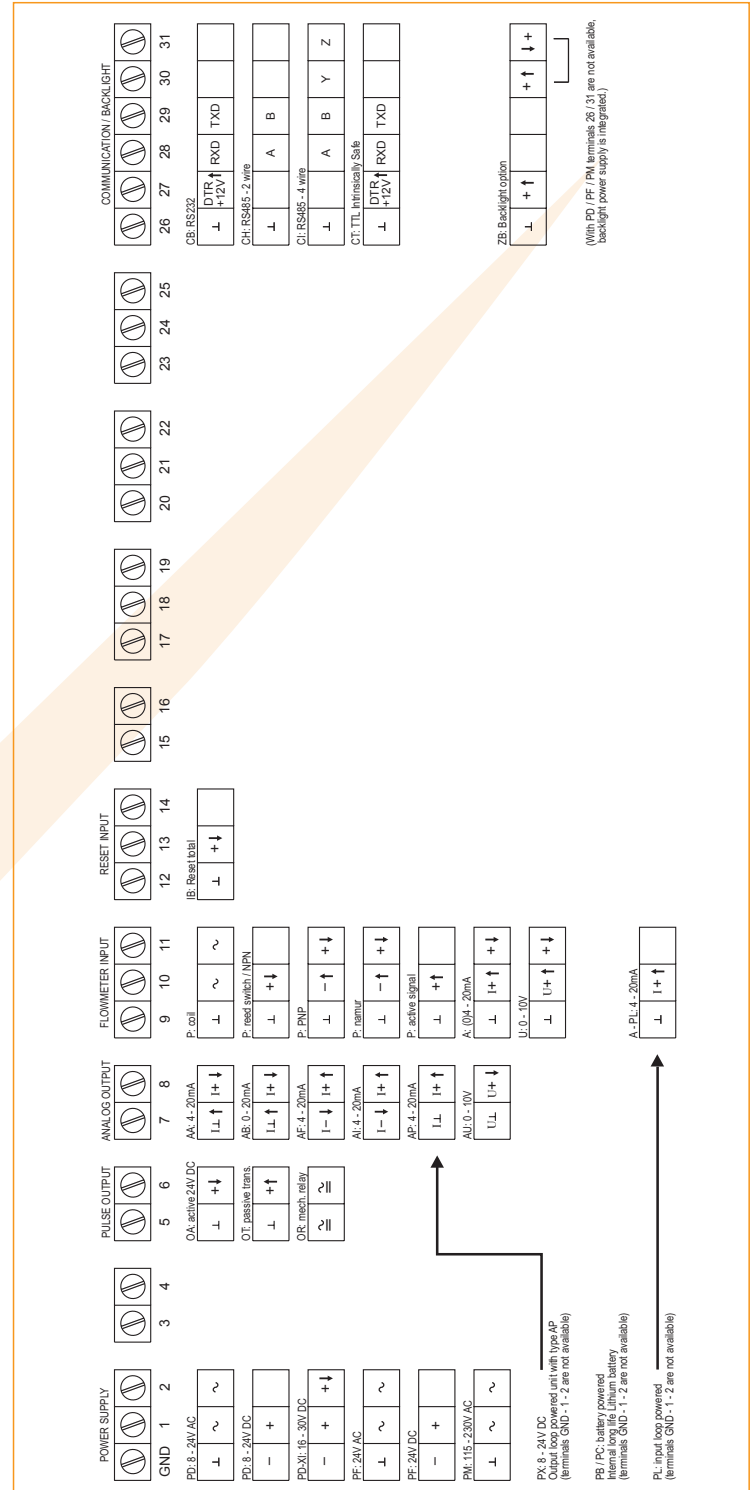 POWER SUPPLY
GND 1 2
PD: 8 - 24V AC
⊥ ~ ~
PD: 8 - 24V DC
− +
PD-XI: 16 - 30V DC
− + +↓
PF: 24V AC
⊥ ~ ~
PF: 24V DC
− +
PM: 115 - 230V AC
⊥ ~ ~
PX: 8 - 24V DC
Output loop powered unit with type AP
(terminals GND - 1 - 2 are not available)
PB / PC: battery powered
Internal long life Lithium battery
(terminals GND - 1 - 2 are not available)
PL: input loop powered
(terminals GND - 1 - 2 are not available)
3 4
PULSE OUTPUT
5 6
OA: active 24V DC
⊥ +↓
OT: passive trans.
⊥ +↑
OR: mech. relay
≂ ≂
ANALOG OUTPUT
7 8
AA: 4 - 20mA
I⊥↑ I+↓
AB: 0 - 20mA
I⊥↑ I+↓
AF: 4 - 20mA
I−↓ I+↑
AI: 4 - 20mA
I−↓ I+↑
AP: 4 - 20mA
I⊥ I+↑
AU: 0 - 10V
U⊥ U+↓
FLOWMETER INPUT
9 10 11
P: coil
⊥ ~ ~
P: reed switch / NPN
⊥ +↓
P: PNP
⊥ −↑ +↓
P: namur
⊥ −↑ +↓
P: active signal
⊥ +↑
A: (0)4 - 20mA
⊥ I+↑ +↓
U: 0 - 10V
⊥ U+↑ +↓
A - PL: 4 - 20mA
⊥ I+↑
RESET INPUT
12 13 14
IB: Reset total
⊥ +↓
15 16
17 18 19
20 21 22
23 24 25
COMMUNICATION / BACKLIGHT
26 27 28 29 30 31
CB: RS232
⊥ DTR +12V↑ RXD TXD
CH: RS485 - 2 wire
⊥ A B
CI: RS485 - 4 wire
⊥ A B Y Z
CT: TTL Intrinsically Safe
⊥ DTR +12V↑ RXD TXD
ZB: Backlight option
⊥ +↑ +↑ ↓+
(With PD / PF / PM terminals 26 / 31 are not available,
backlight power supply is integrated.)